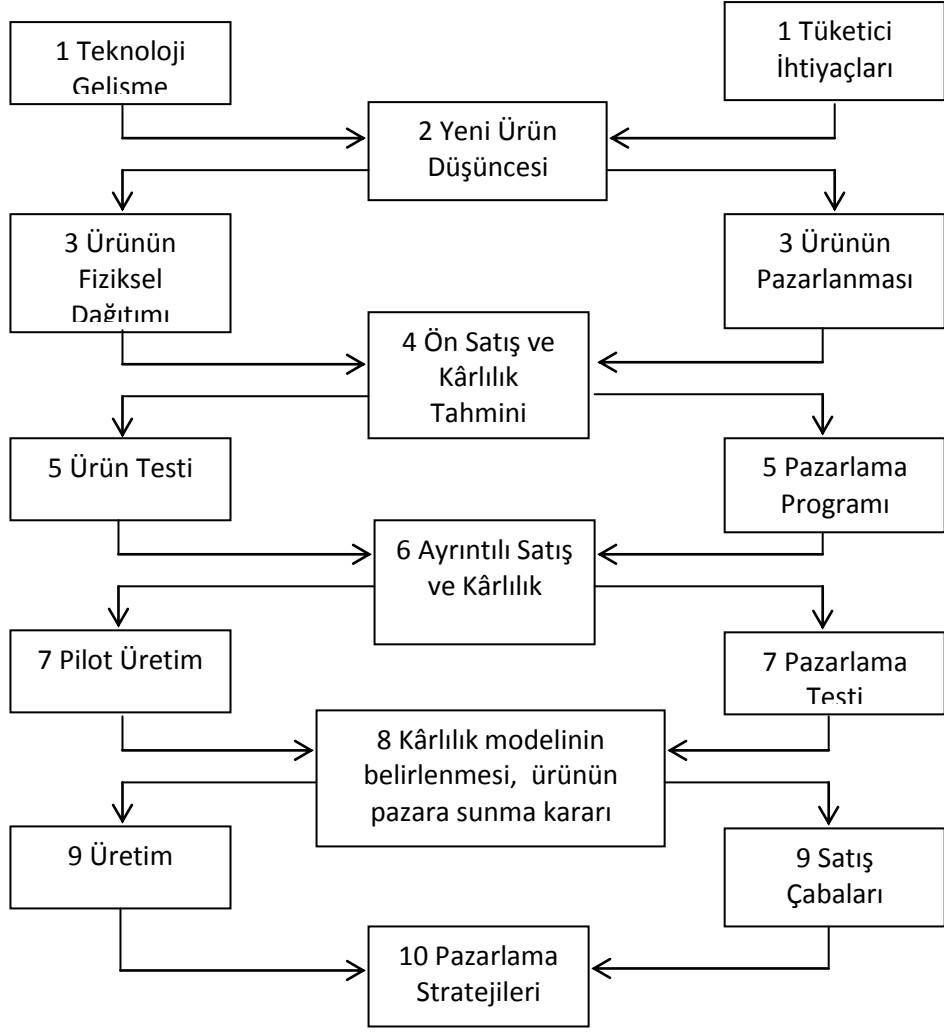 1 Teknoloji
Gelişme
1 Tüketici
İhtiyaçları
2 Yeni Ürün
Düşüncesi
3 Ürünün
Fiziksel
Dağıtımı
3 Ürünün
Pazarlanması
4 Ön Satış ve
Kârlılık
Tahmini
5 Ürün Testi
5 Pazarlama
Programı
6 Ayrıntılı Satış
ve Kârlılık
7 Pilot Üretim
7 Pazarlama
Testi
8 Kârlılık modelinin
belirlenmesi, ürünün
pazara sunma kararı
9 Üretim
9 Satış
Çabaları
10 Pazarlama
Stratejileri